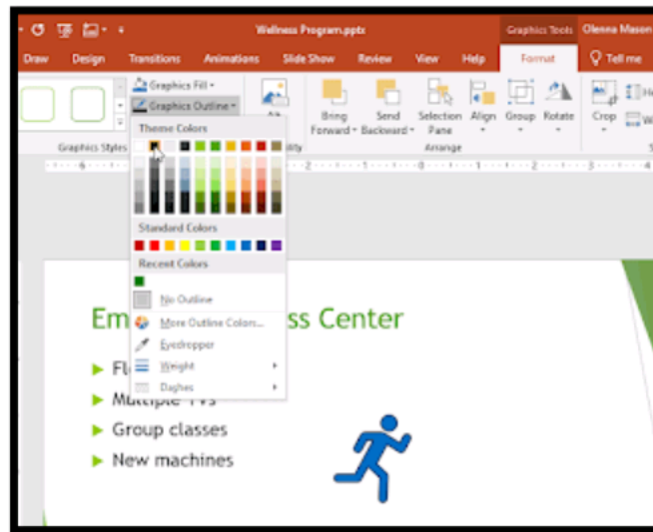 Wellness Program.pptx
Graphics Tools
Olenna Mason
Draw Design Transitions Animations Slide Show Review View Help Format Tell me
Graphics Fill
Graphics Outline
Bring Forward
Send Backward
Selection Pane
Align
Group
Rotate
Crop
Graphics Styles
Arrange
Theme Colors
Standard Colors
Recent Colors
No Outline
More Outline Colors...
Eyedropper
Weight
Dashes
Em ss Center
Fl
Multiple TVs
Group classes
New machines